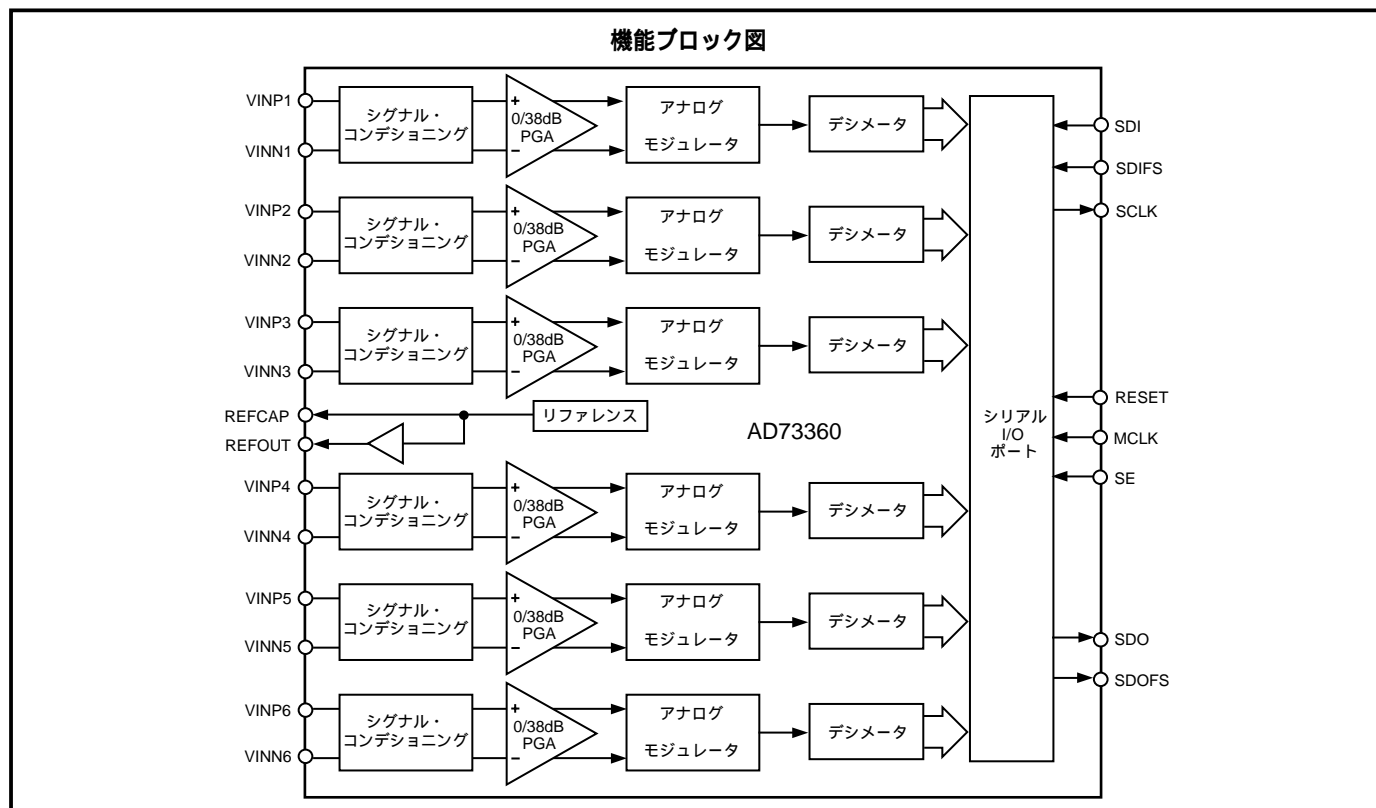 機能ブロック図
VINP1
VINN1
シグナル・
コンデショニング
+
0/38dB
PGA
−
アナログ
モジュレータ
デシメータ
VINP2
VINN2
シグナル・
コンデショニング
+
0/38dB
PGA
−
アナログ
モジュレータ
デシメータ
VINP3
VINN3
シグナル・
コンデショニング
+
0/38dB
PGA
−
アナログ
モジュレータ
デシメータ
REFCAP
REFOUT
リファレンス
AD73360
VINP4
VINN4
シグナル・
コンデショニング
+
0/38dB
PGA
−
アナログ
モジュレータ
デシメータ
VINP5
VINN5
シグナル・
コンデショニング
+
0/38dB
PGA
−
アナログ
モジュレータ
デシメータ
VINP6
VINN6
シグナル・
コンデショニング
+
0/38dB
PGA
−
アナログ
モジュレータ
デシメータ
シリアル
I/O
ポート
SDI
SDIFS
SCLK
RESET
MCLK
SE
SDO
SDOFS